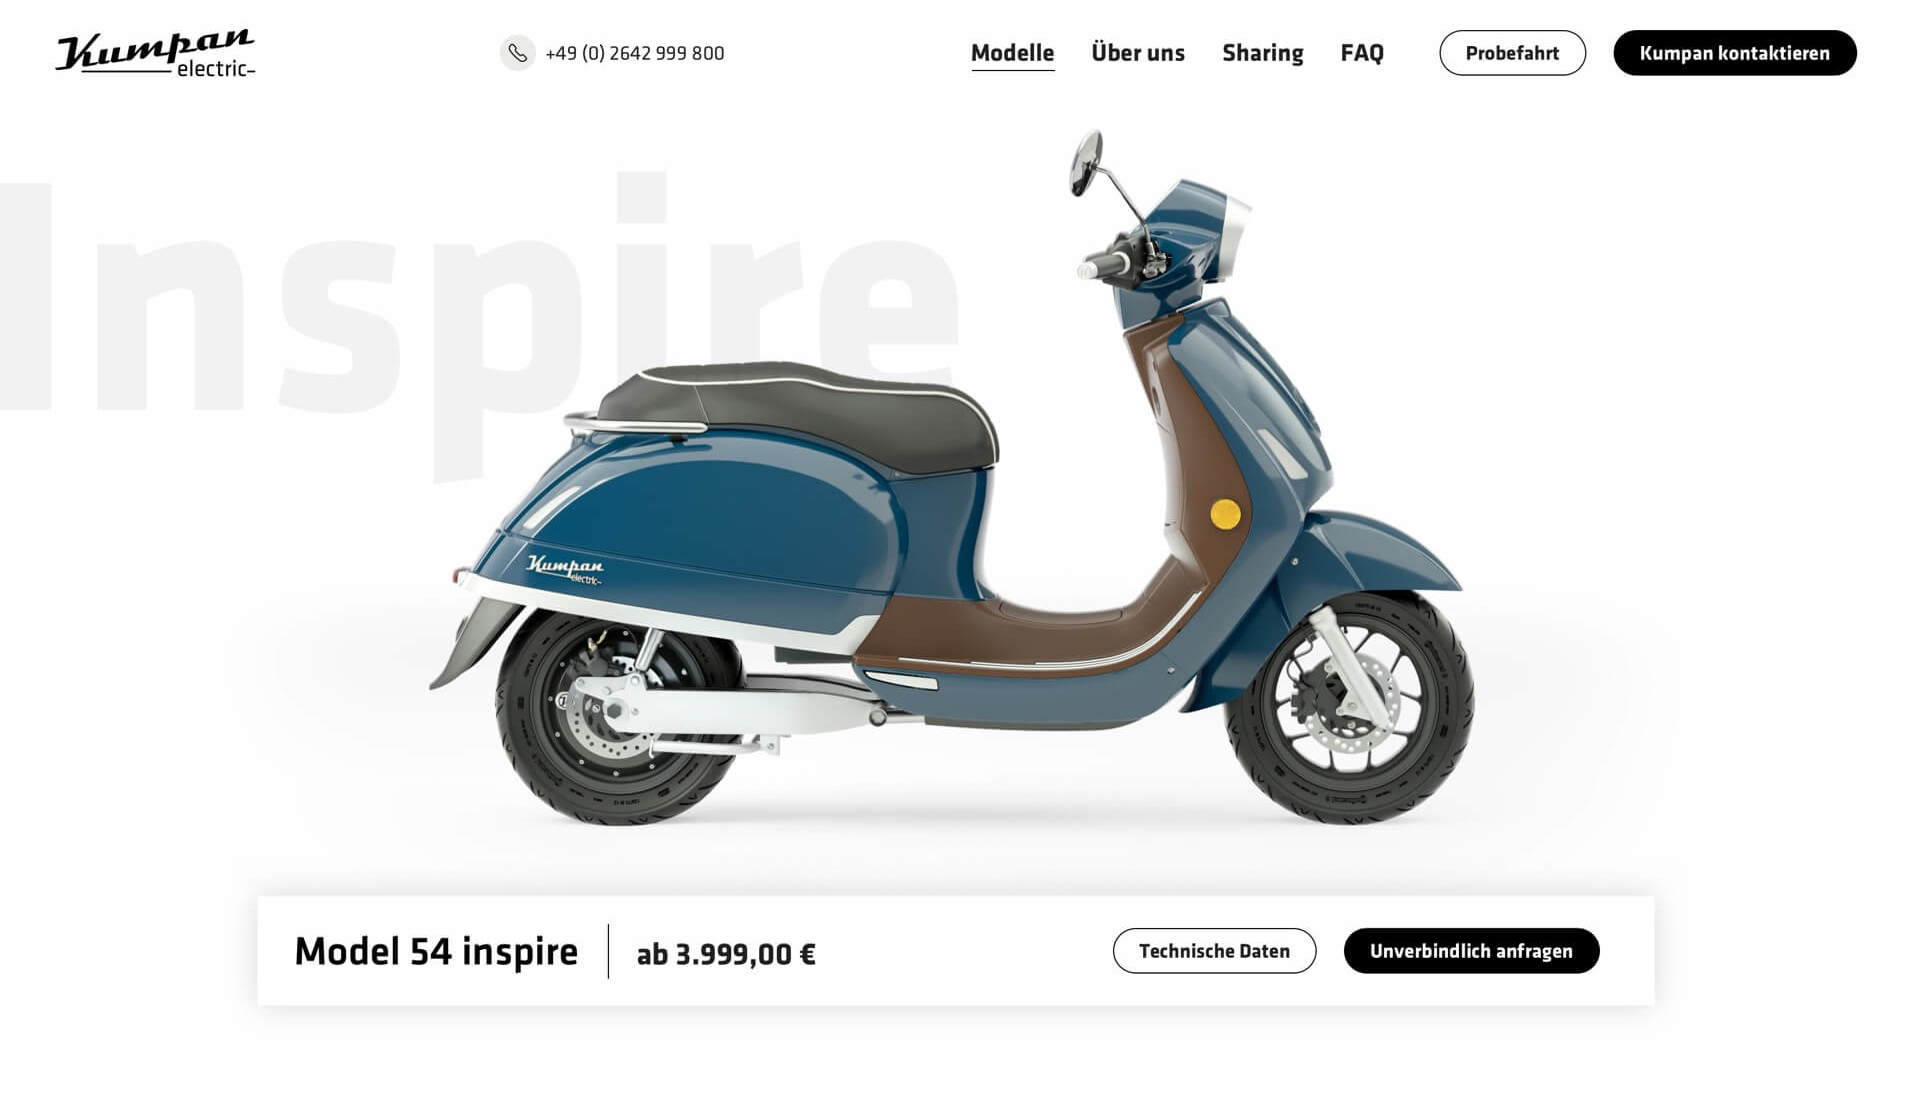 Kumpan
electric-
+49 (0) 2642 999 800
Modelle
Über uns
Sharing
FAQ
Probefahrt
Kumpan kontaktieren
Inspire
Kumpan
electric-
Model 54 inspire
ab 3.999,00 €
Technische Daten
Unverbindlich anfragen